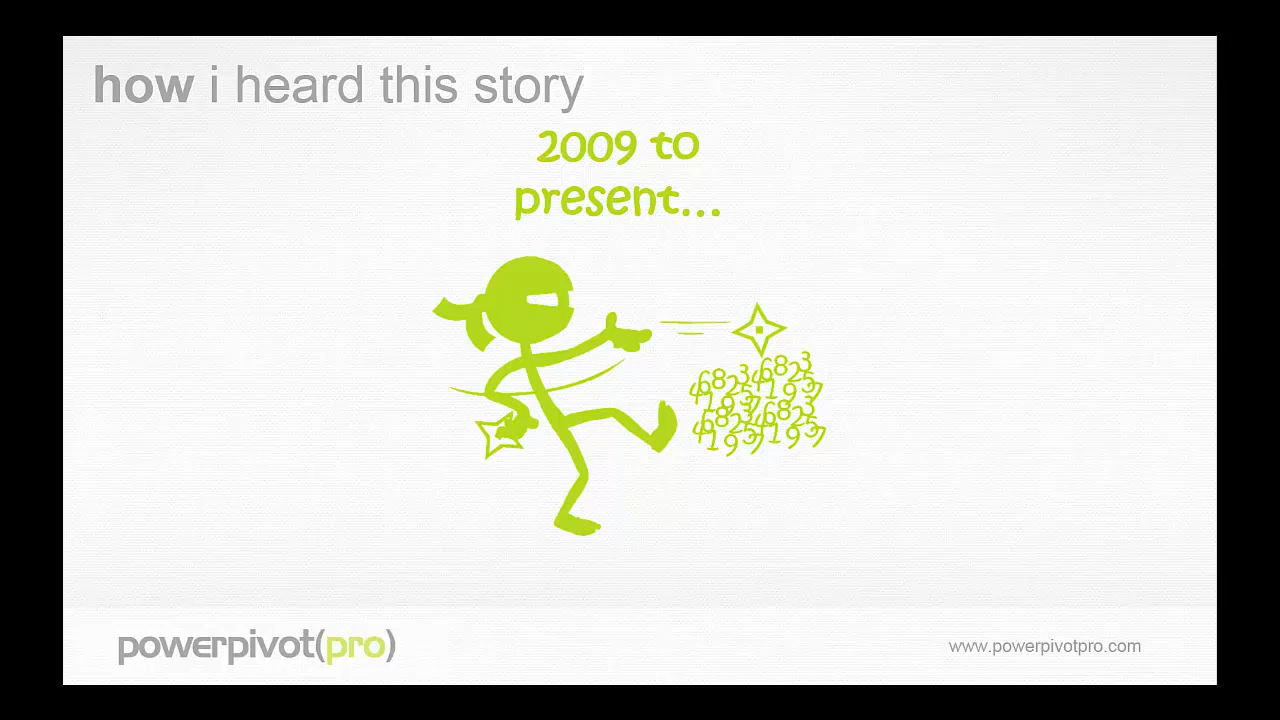 how i heard this story
2009 to
present...
powerpivot(pro)
www.powerpivotpro.com